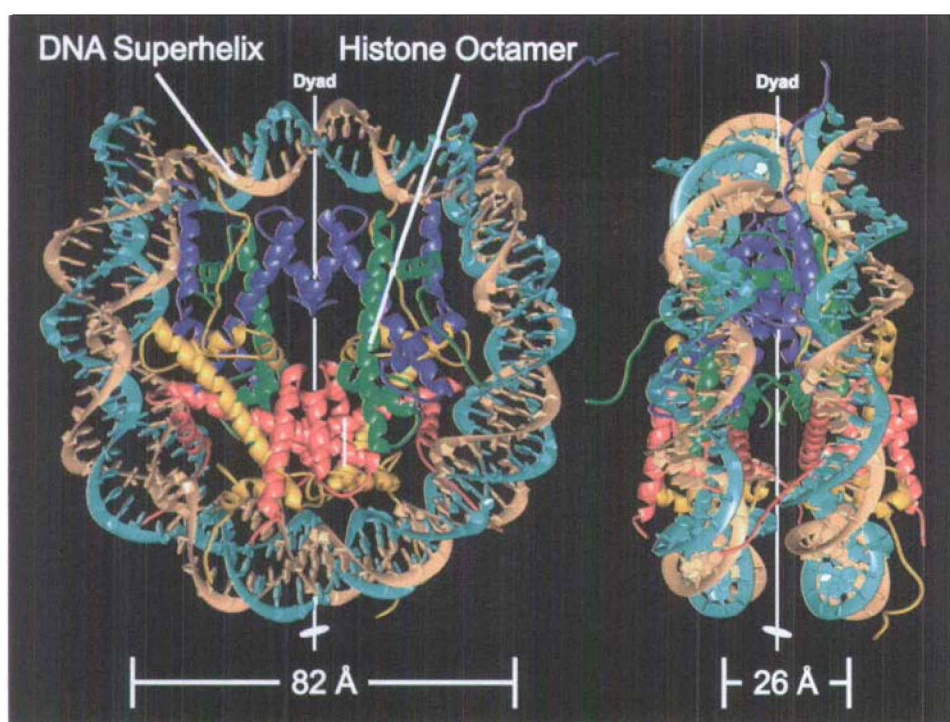 DNA Superhelix
Histone Octamer
Dyad
Dyad
82 Å
26 Å